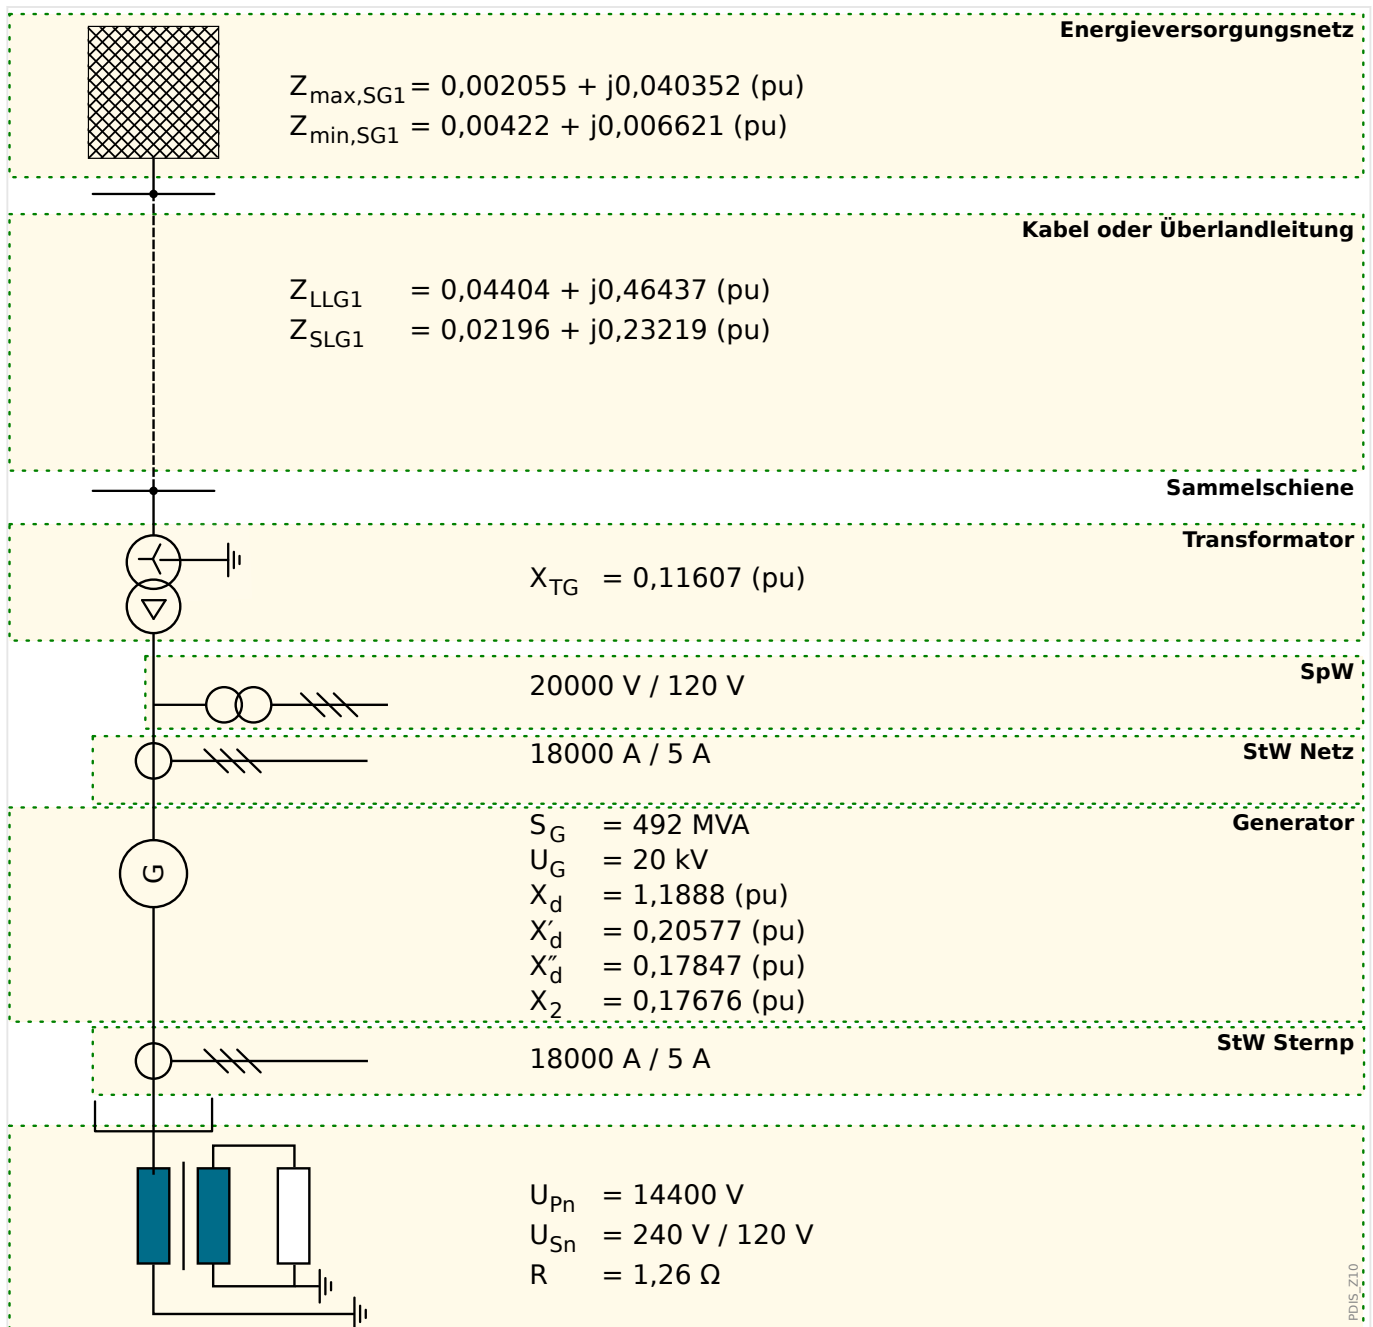 Energieversorgungsnetz
Zmax,SG1 = 0,002055 + j0,040352 (pu)
Zmin,SG1 = 0,00422 + j0,006621 (pu)
Kabel oder Überlandleitung
ZLLG1 = 0,04404 + j0,46437 (pu)
ZSLG1 = 0,02196 + j0,23219 (pu)
Sammelschiene
Transformator
XTG = 0,11607 (pu)
SpW
20000 V / 120 V
StW Netz
18000 A / 5 A
Generator
SG = 492 MVA
UG = 20 kV
Xd = 1,1888 (pu)
X′d = 0,20577 (pu)
X″d = 0,17847 (pu)
X2 = 0,17676 (pu)
G
StW Sternp
18000 A / 5 A
UPn = 14400 V
USn = 240 V / 120 V
R = 1,26 Ω
PDIS_Z10